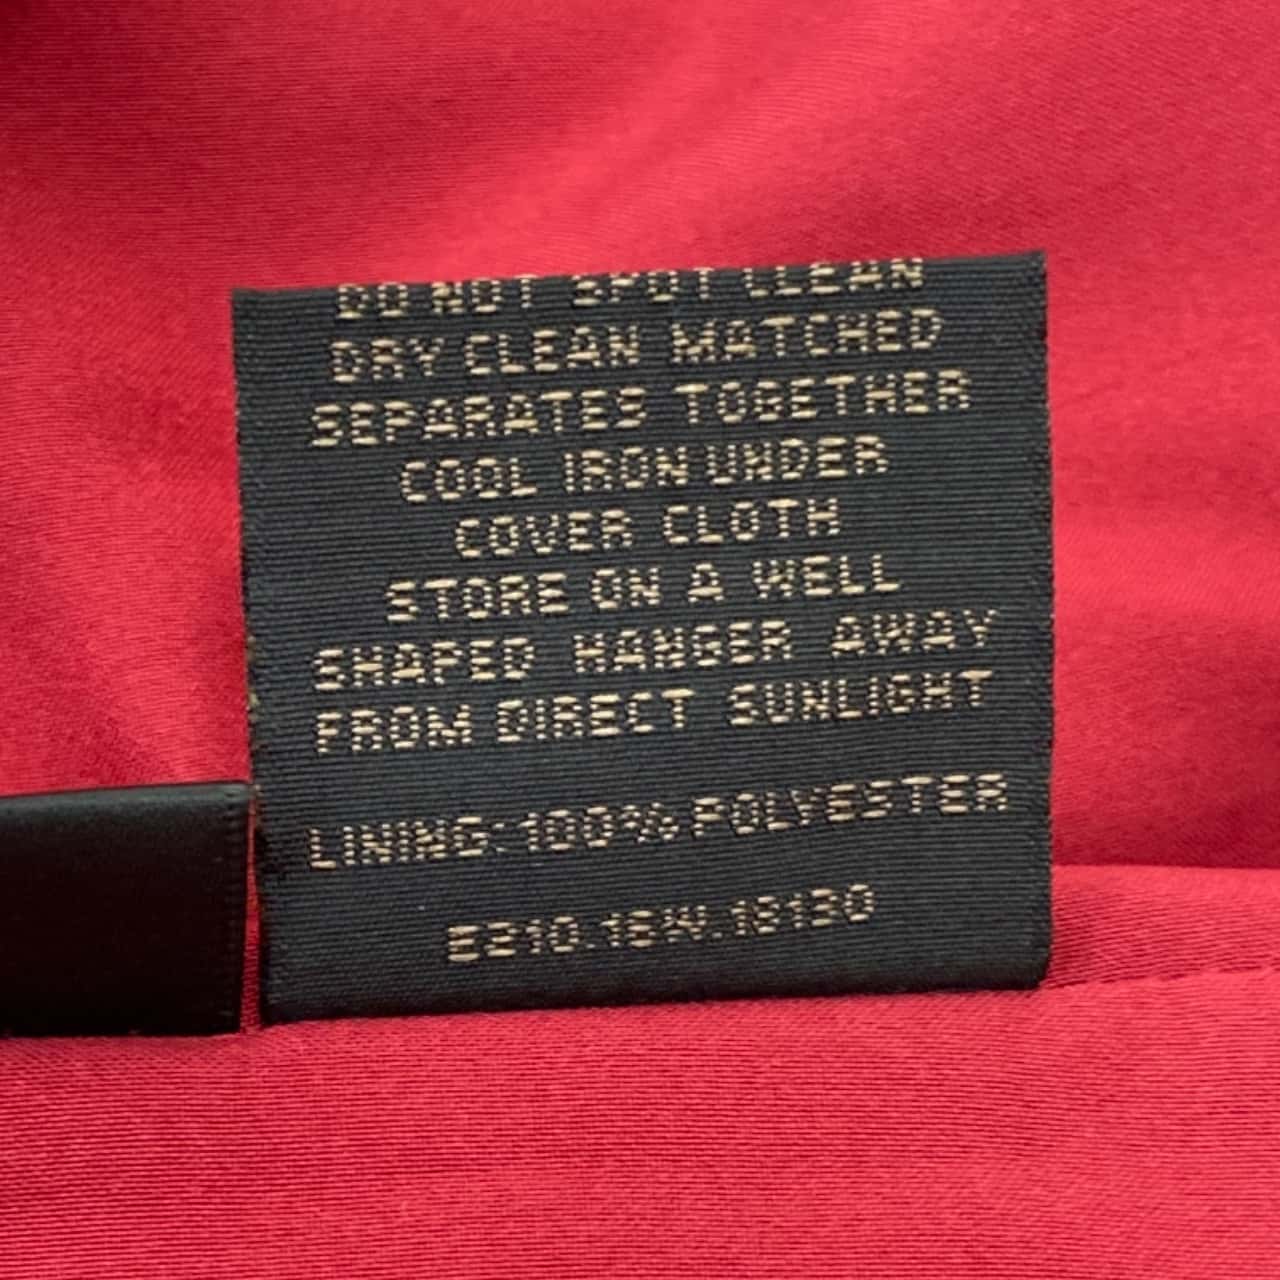 DO NOT SPOT CLEAN
DRY CLEAN MATCHED
SEPARATES TOGETHER
COOL IRON UNDER
COVER CLOTH
STORE ON A WELL
SHAPED HANGER AWAY
FROM DIRECT SUNLIGHT
LINING: 100% POLYESTER
E210.16W.18130